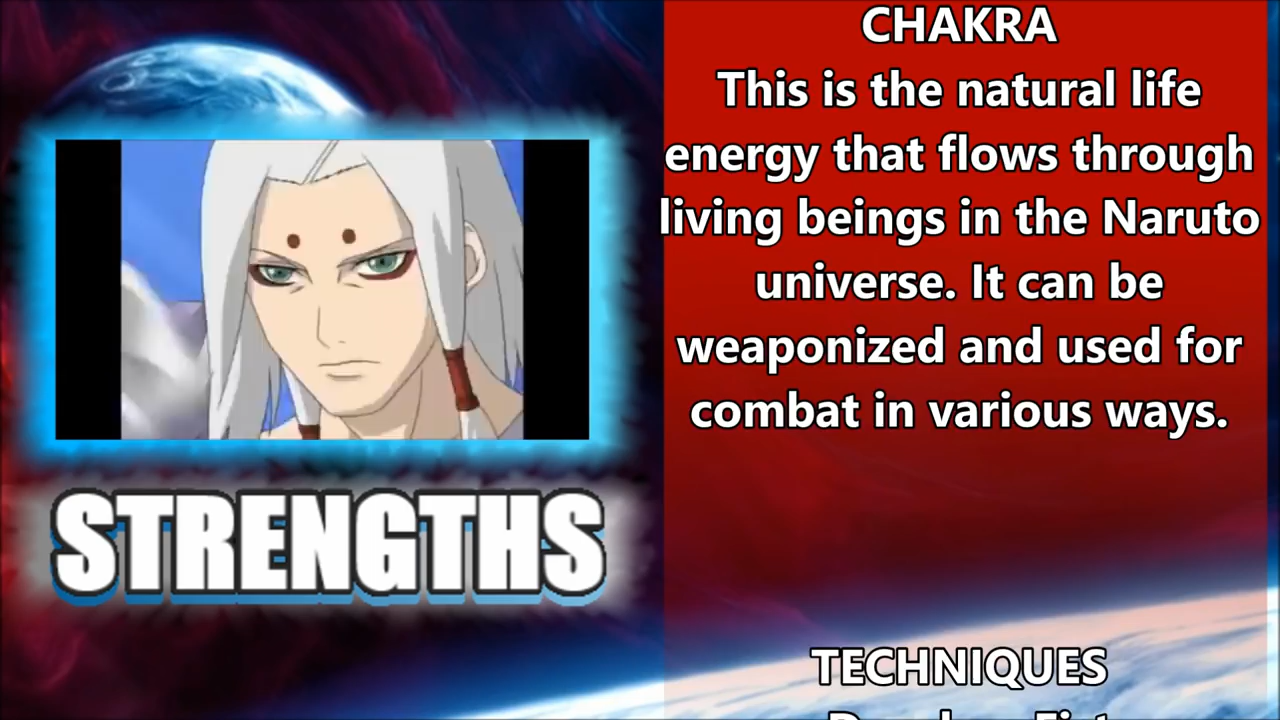 CHAKRA
This is the natural life
energy that flows through
living beings in the Naruto
universe. It can be
weaponized and used for
combat in various ways.
STRENGTHS
TECHNIQUES